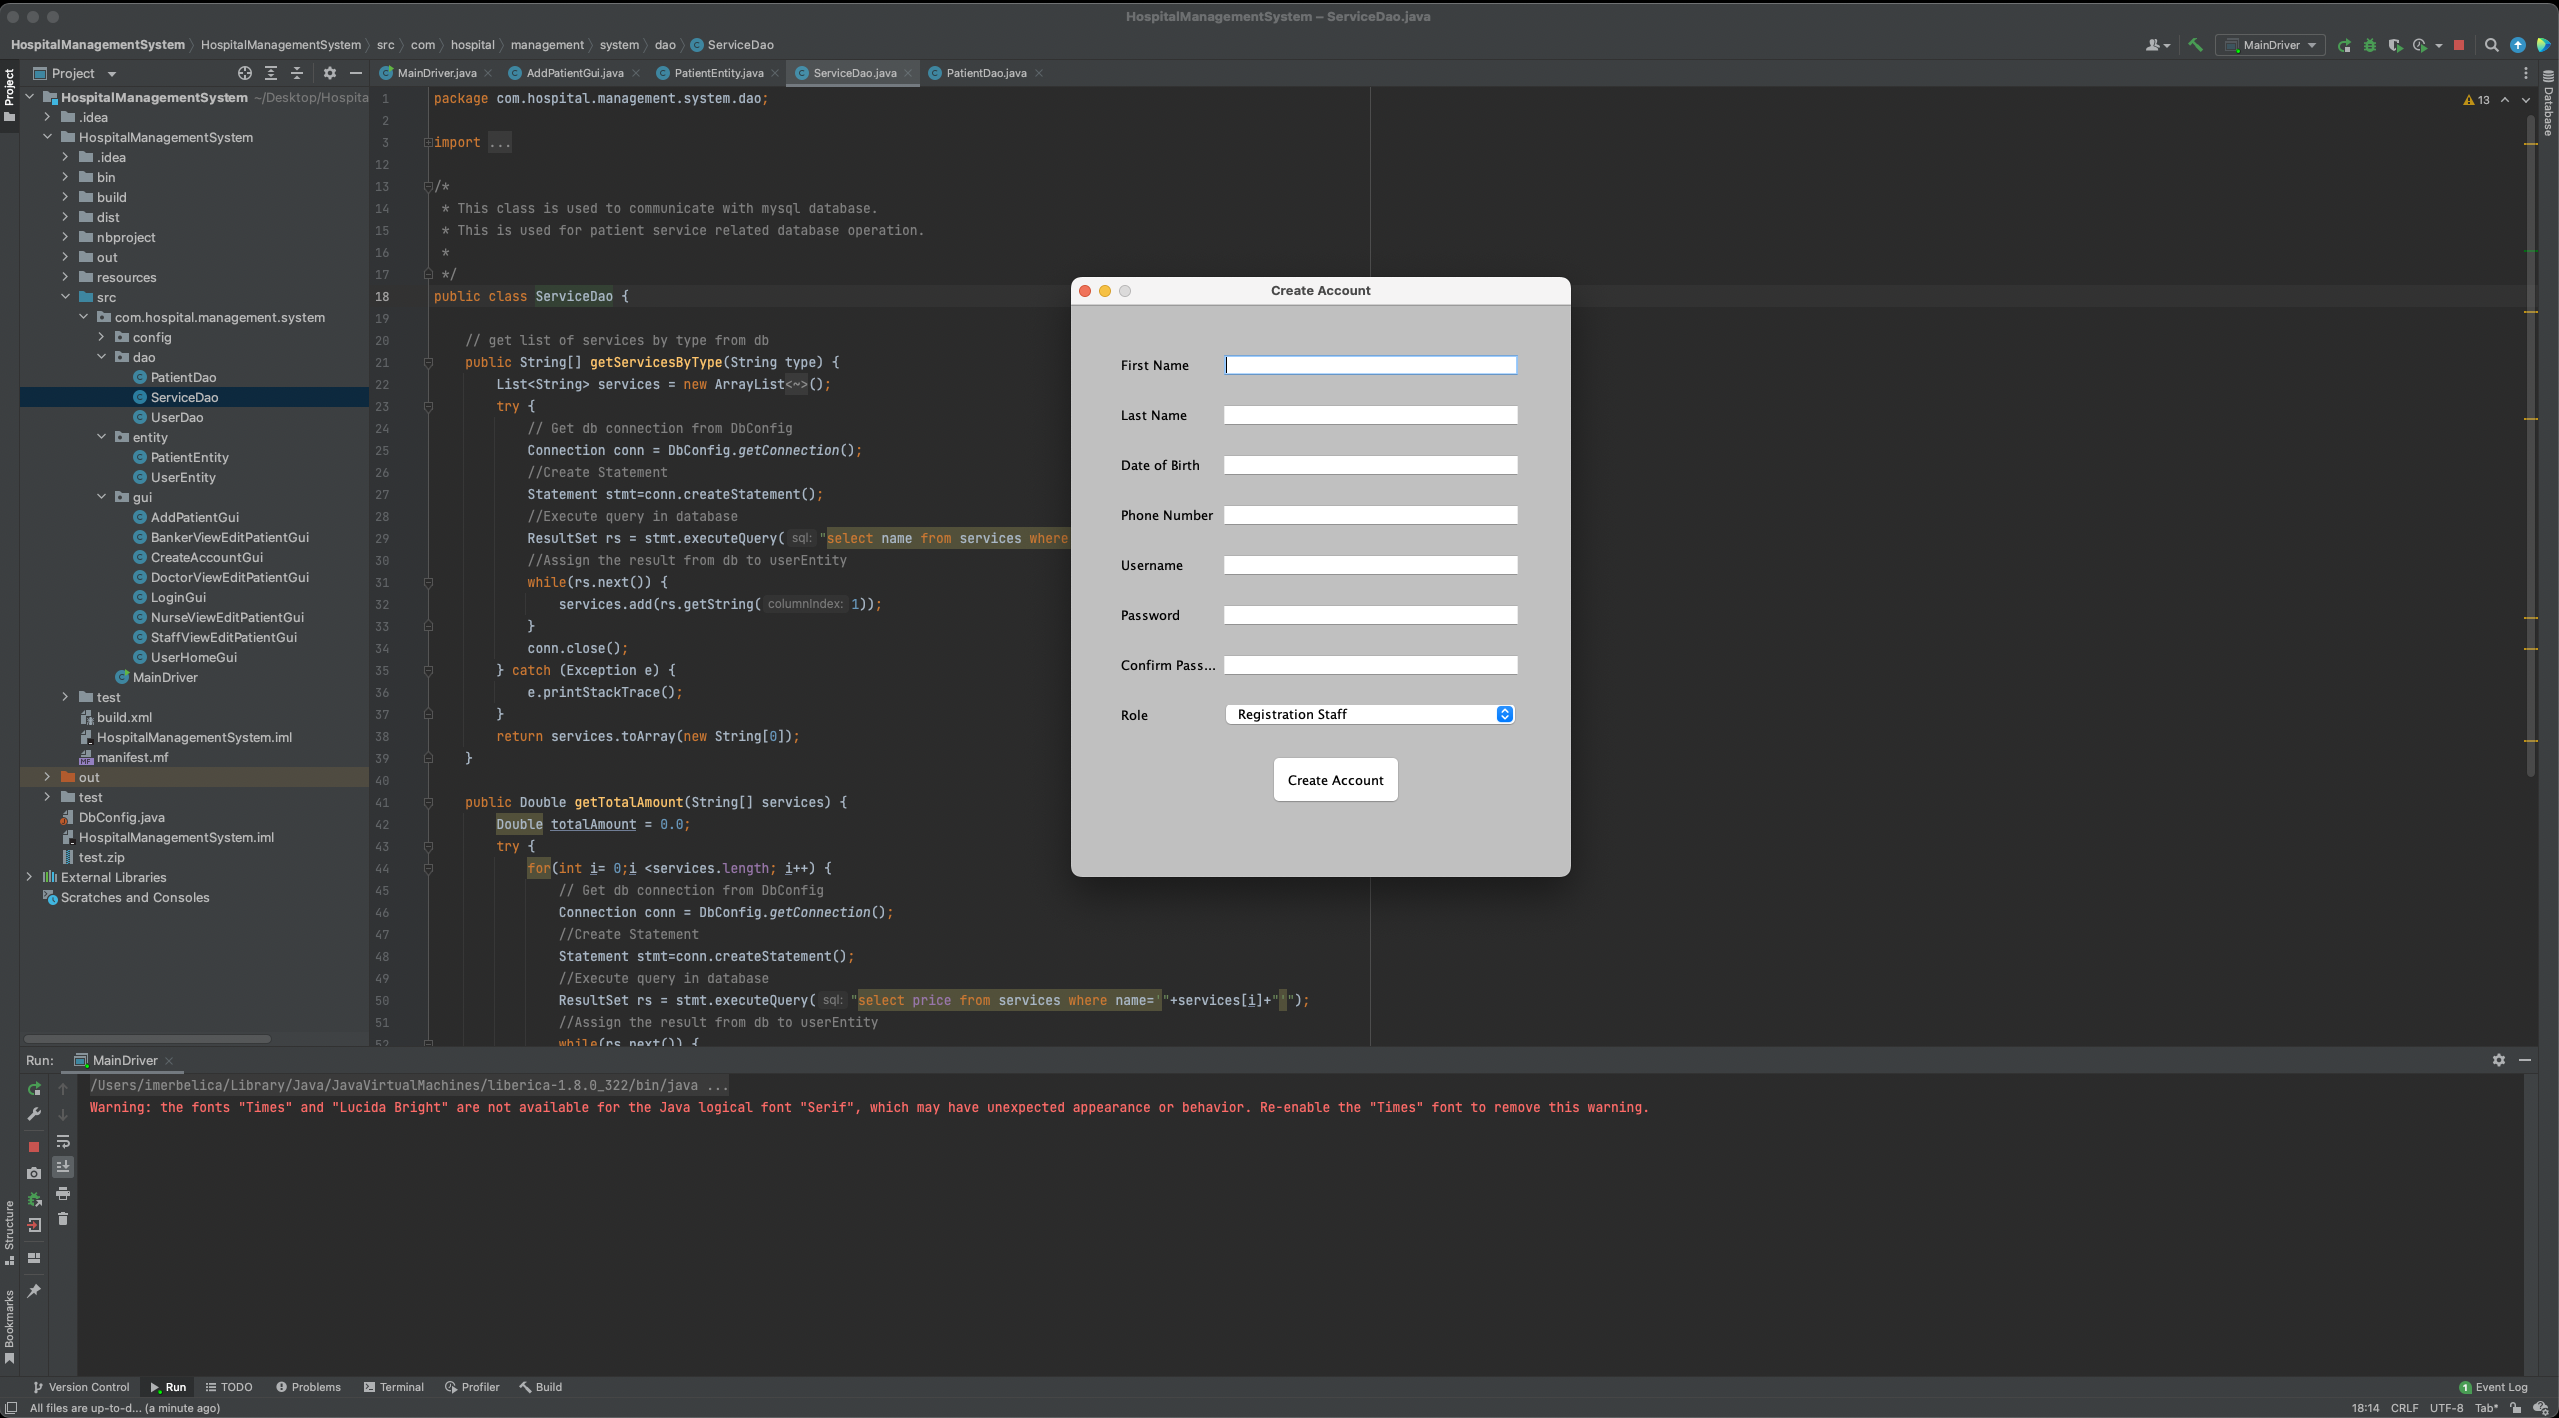 HospitalManagementSystem – ServiceDao.java
HospitalManagementSystem
HospitalManagementSystem
src
com
hospital
management
system
dao
ServiceDao
MainDriver
Project
Project
MainDriver.java
AddPatientGui.java
PatientEntity.java
ServiceDao.java
PatientDao.java
Database
HospitalManagementSystem ~/Desktop/Hospita
.idea
HospitalManagementSystem
.idea
bin
build
dist
nbproject
out
resources
src
com.hospital.management.system
config
dao
PatientDao
ServiceDao
UserDao
entity
PatientEntity
UserEntity
gui
AddPatientGui
BankerViewEditPatientGui
CreateAccountGui
DoctorViewEditPatientGui
LoginGui
NurseViewEditPatientGui
StaffViewEditPatientGui
UserHomeGui
MainDriver
test
build.xml
HospitalManagementSystem.iml
manifest.mf
out
test
DbConfig.java
HospitalManagementSystem.iml
test.zip
External Libraries
Scratches and Consoles
13
1 package com.hospital.management.system.dao;
2
3 import ...
12
13 /*
14 * This class is used to communicate with mysql database.
15 * This is used for patient service related database operation.
16 *
17 */
18 public class ServiceDao {
19
20 // get list of services by type from db
21 public String[] getServicesByType(String type) {
22 List<String> services = new ArrayList<~>();
23 try {
24 // Get db connection from DbConfig
25 Connection conn = DbConfig.getConnection();
26 //Create Statement
27 Statement stmt=conn.createStatement();
28 //Execute query in database
29 ResultSet rs = stmt.executeQuery( sql: "select name from services where
30 //Assign the result from db to userEntity
31 while(rs.next()) {
32 services.add(rs.getString( columnIndex: 1));
33 }
34 conn.close();
35 } catch (Exception e) {
36 e.printStackTrace();
37 }
38 return services.toArray(new String[0]);
39 }
40
41 public Double getTotalAmount(String[] services) {
42 Double totalAmount = 0.0;
43 try {
44 for(int i= 0;i <services.length; i++) {
45 // Get db connection from DbConfig
46 Connection conn = DbConfig.getConnection();
47 //Create Statement
48 Statement stmt=conn.createStatement();
49 //Execute query in database
50 ResultSet rs = stmt.executeQuery( sql: "select price from services where name='"+services[i]+"'");
51 //Assign the result from db to userEntity
52 while(rs.next()) {
Create Account
First Name
Last Name
Date of Birth
Phone Number
Username
Password
Confirm Pass...
Role
Registration Staff
Create Account
Run:
MainDriver
/Users/imerbelica/Library/Java/JavaVirtualMachines/liberica-1.8.0_322/bin/java ...
Warning: the fonts "Times" and "Lucida Bright" are not available for the Java logical font "Serif", which may have unexpected appearance or behavior. Re-enable the "Times" font to remove this warning.
Structure
Bookmarks
Version Control
Run
TODO
Problems
Terminal
Profiler
Build
1 Event Log
All files are up-to-d... (a minute ago)
18:14 CRLF UTF-8 Tab*